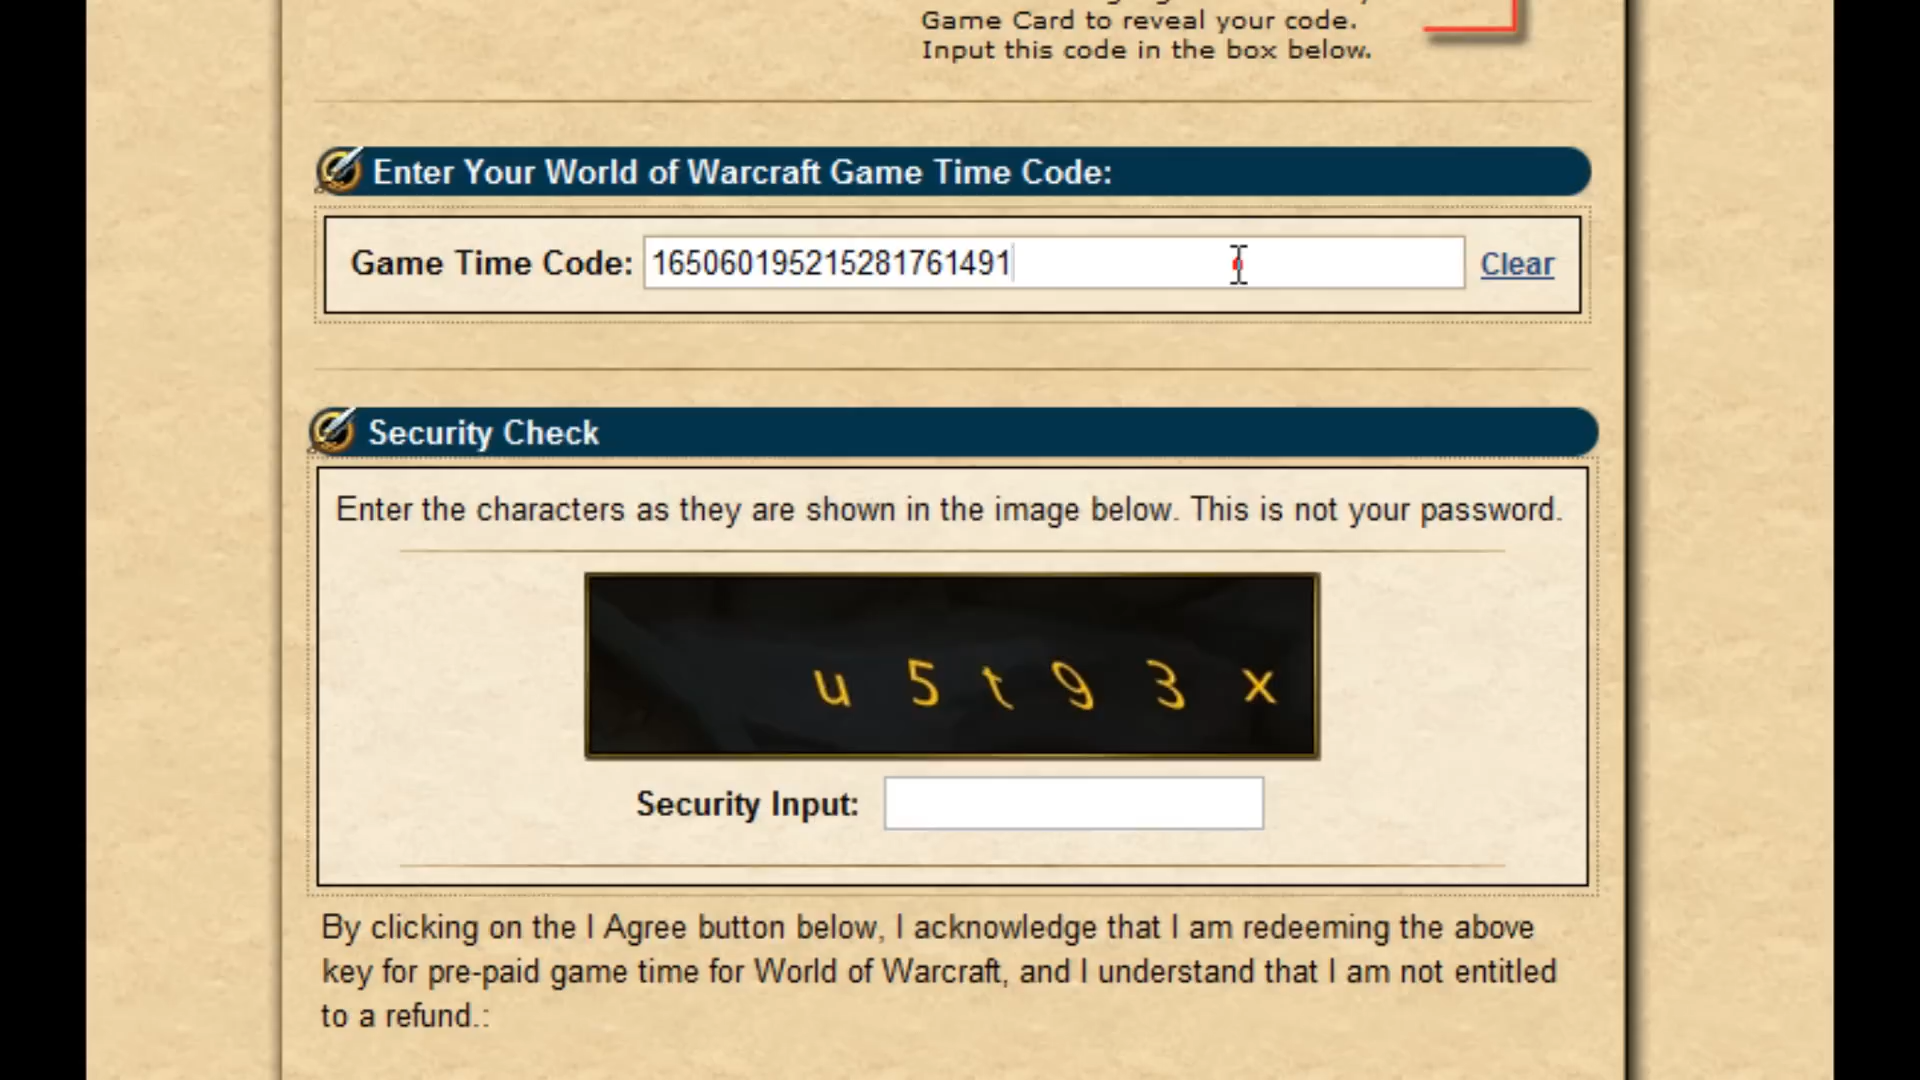 Game Card to reveal your code.
Input this code in the box below.
Enter Your World of Warcraft Game Time Code:
Game Time Code: 165060195215281761491 Clear
Security Check
Enter the characters as they are shown in the image below. This is not your password.
u 5 t 9 3 x
Security Input:
By clicking on the I Agree button below, I acknowledge that I am redeeming the above
key for pre-paid game time for World of Warcraft, and I understand that I am not entitled
to a refund.: